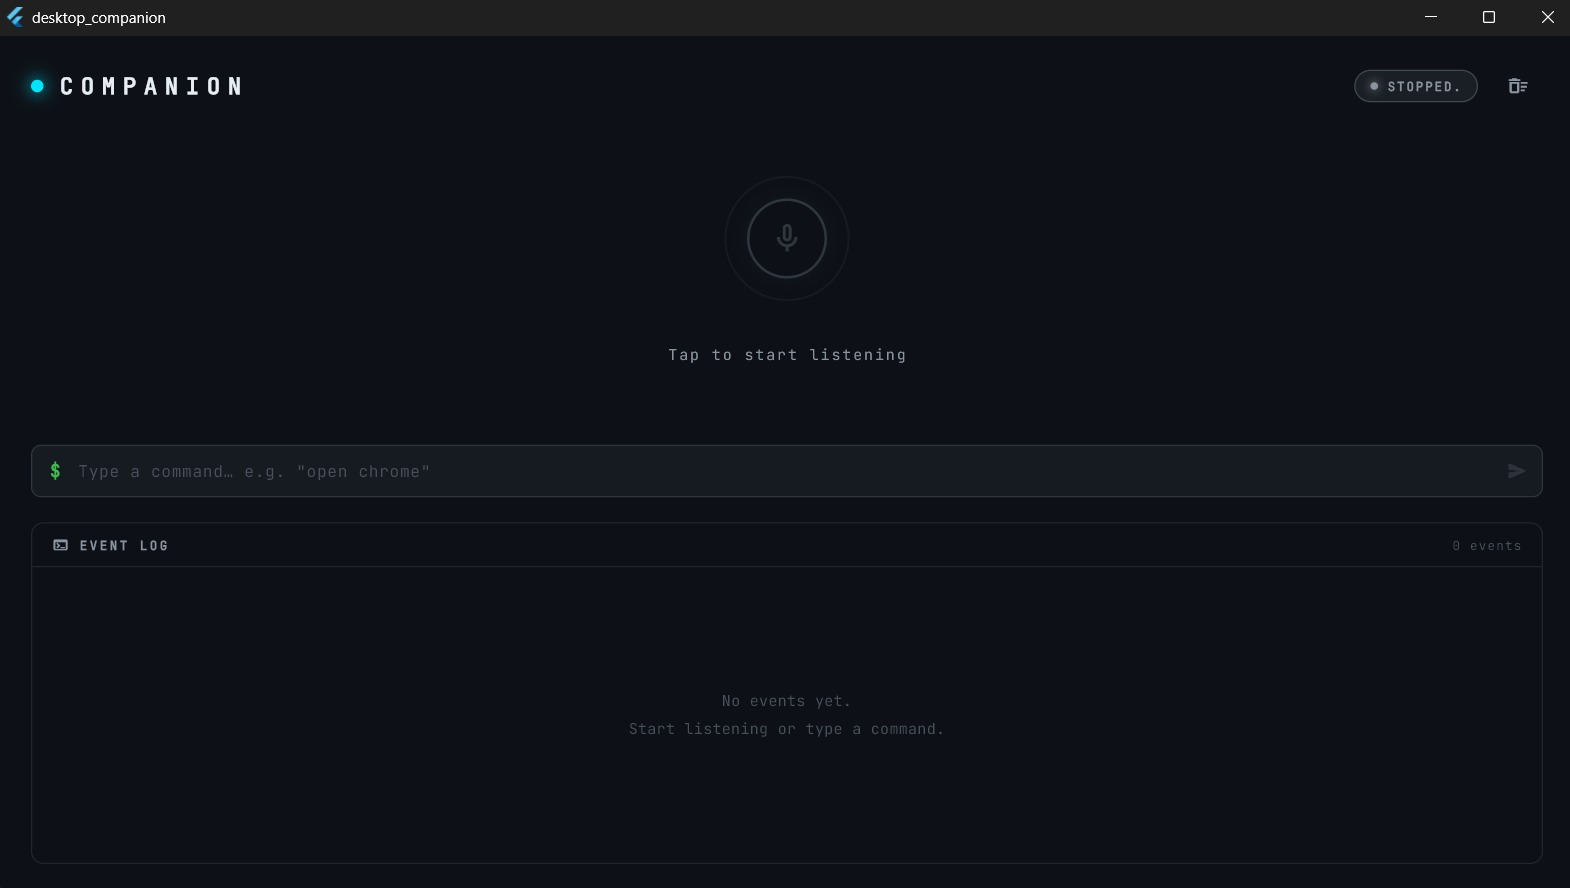 desktop_companion
COMPANION
STOPPED.
Tap to start listening
$ Type a command… e.g. "open chrome"
EVENT LOG
0 events
No events yet.
Start listening or type a command.